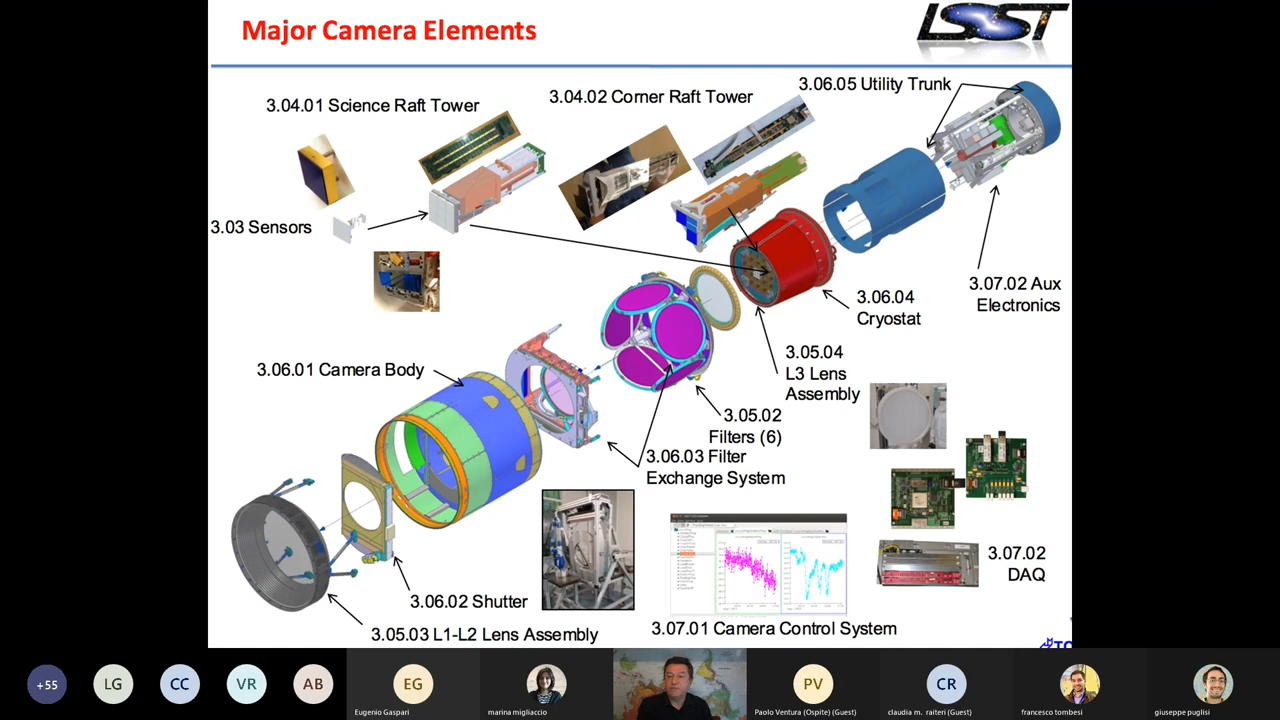 Major Camera Elements
LSST
3.06.05 Utility Trunk
3.04.02 Corner Raft Tower
3.04.01 Science Raft Tower
3.03 Sensors
3.07.02 Aux
Electronics
3.06.04
Cryostat
3.05.04
L3 Lens
Assembly
3.06.01 Camera Body
3.05.02
Filters (6)
3.06.03 Filter
Exchange System
3.07.02
DAQ
3.06.02 Shutter
3.05.03 L1-L2 Lens Assembly
3.07.01 Camera Control System
+55
LG
CC
VR
AB
EG
PV
CR
Eugenio Gaspari
marina migliaccio
Paolo Ventura (Ospite) (Guest)
claudia m. raiteri (Guest)
francesco tombesi
giuseppe puglisi